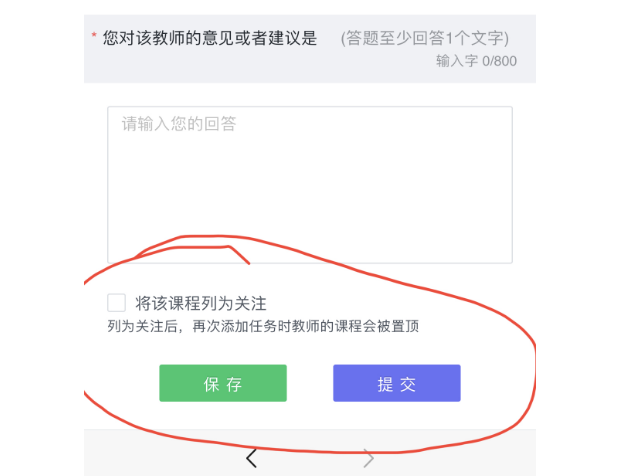 * 您对该教师的意见或者建议是 (答题至少回答1个文字)
输入字 0/800
请输入您的回答
将该课程列为关注
列为关注后，再次添加任务时教师的课程会被置顶
保存 提交